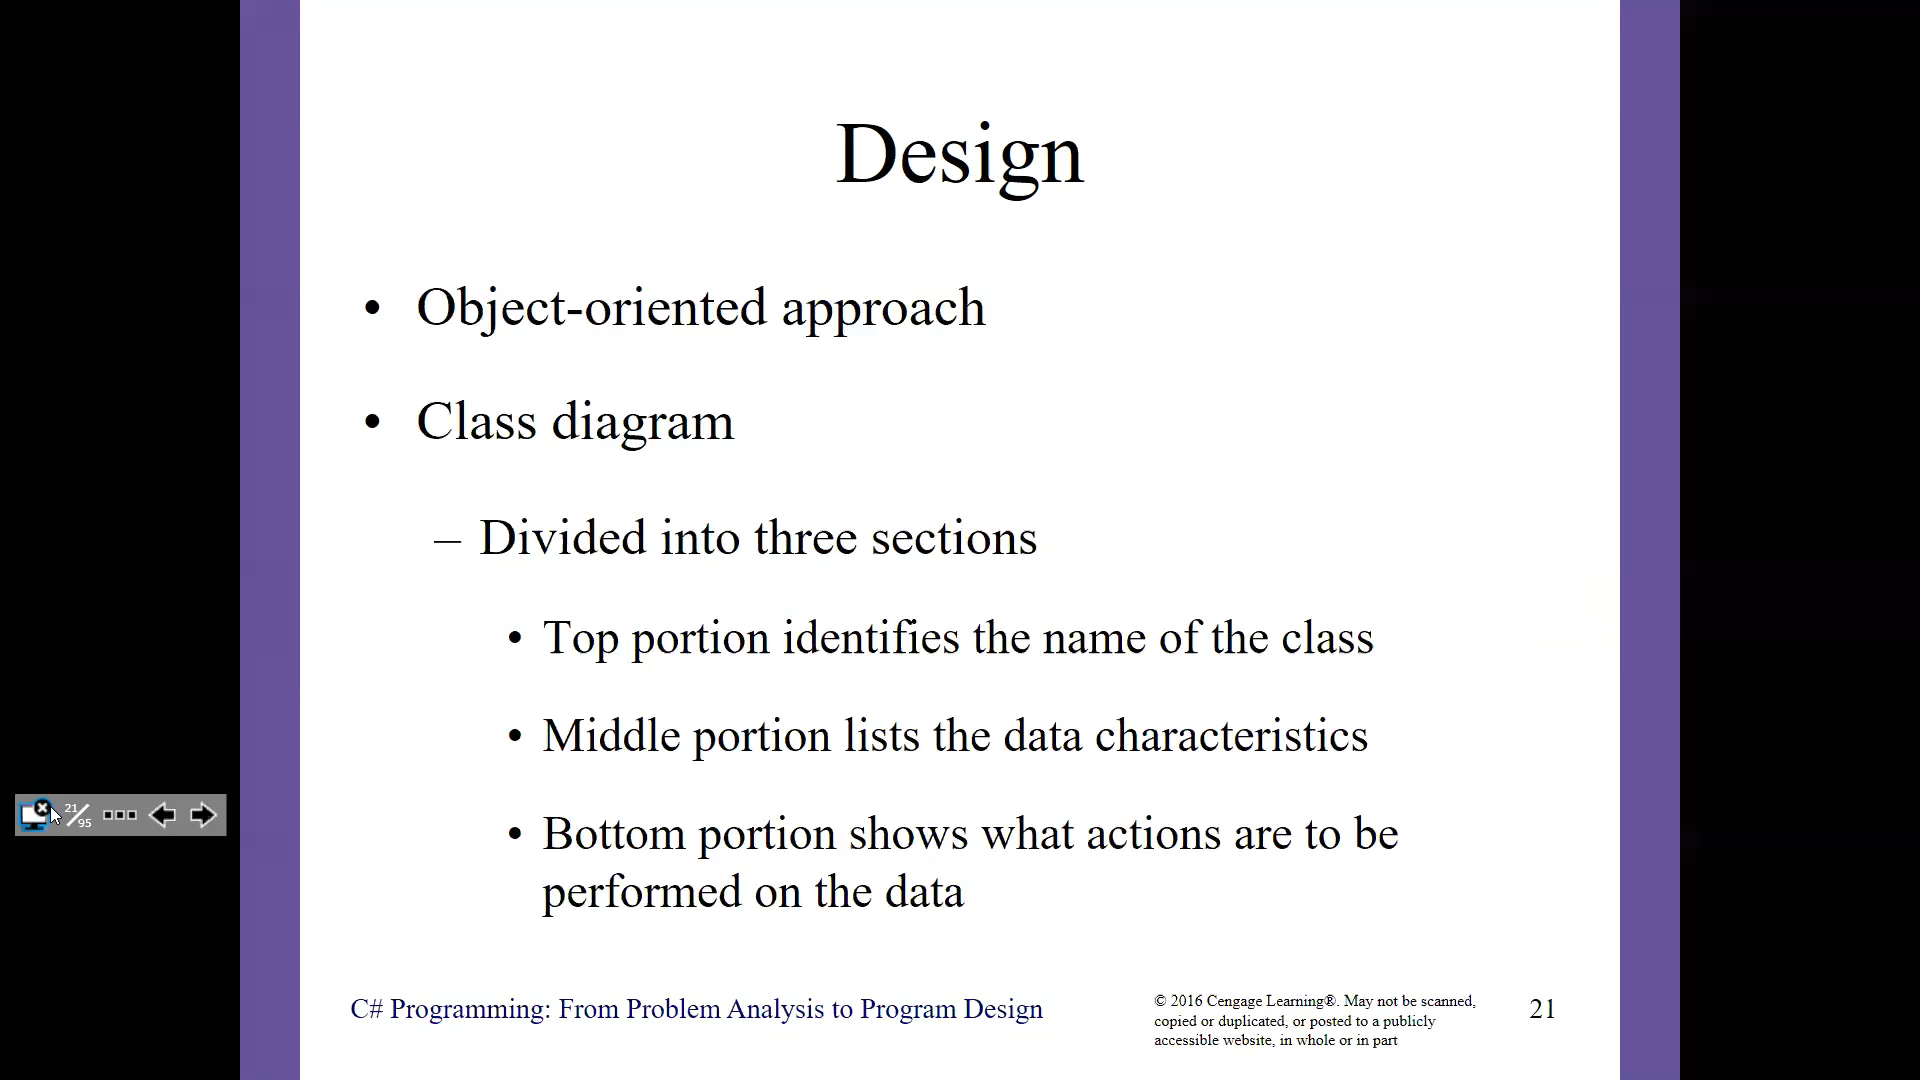 Design
• Object-oriented approach
• Class diagram
– Divided into three sections
• Top portion identifies the name of the class
• Middle portion lists the data characteristics
• Bottom portion shows what actions are to be
performed on the data
21/95
C# Programming: From Problem Analysis to Program Design
© 2016 Cengage Learning®. May not be scanned,
copied or duplicated, or posted to a publicly
accessible website, in whole or in part
21